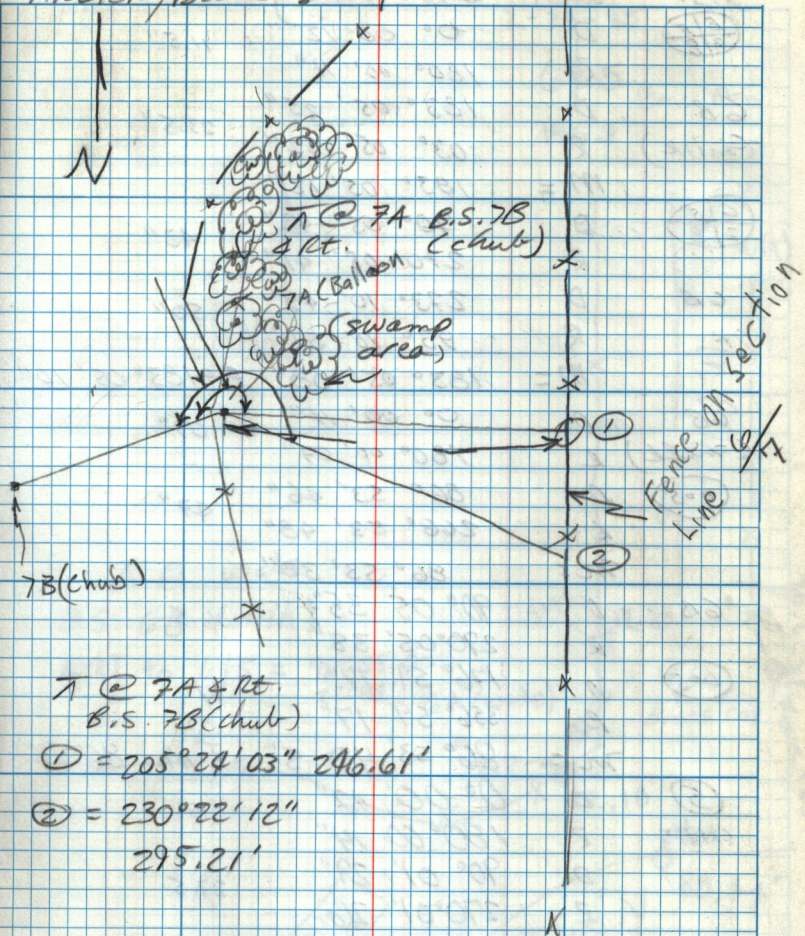 N
⊼ @ 7A B.S. 7B
∡ Rt. (chub)
7A (Balloon
(swamp
area)
①
Fence on section
Line 6/7
②
7B (chub)
⊼ @ 7A ∡ Rt.
B.S. 7B (chub)
① = 205° 24' 03" 246.61'
② = 230° 22' 12"
295.21'